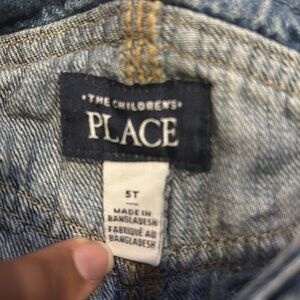 •THE CHILDREN'S•
PLACE
5T
MADE IN
BANGLADESH
FABRIQUÉ AU
BANGLADESH